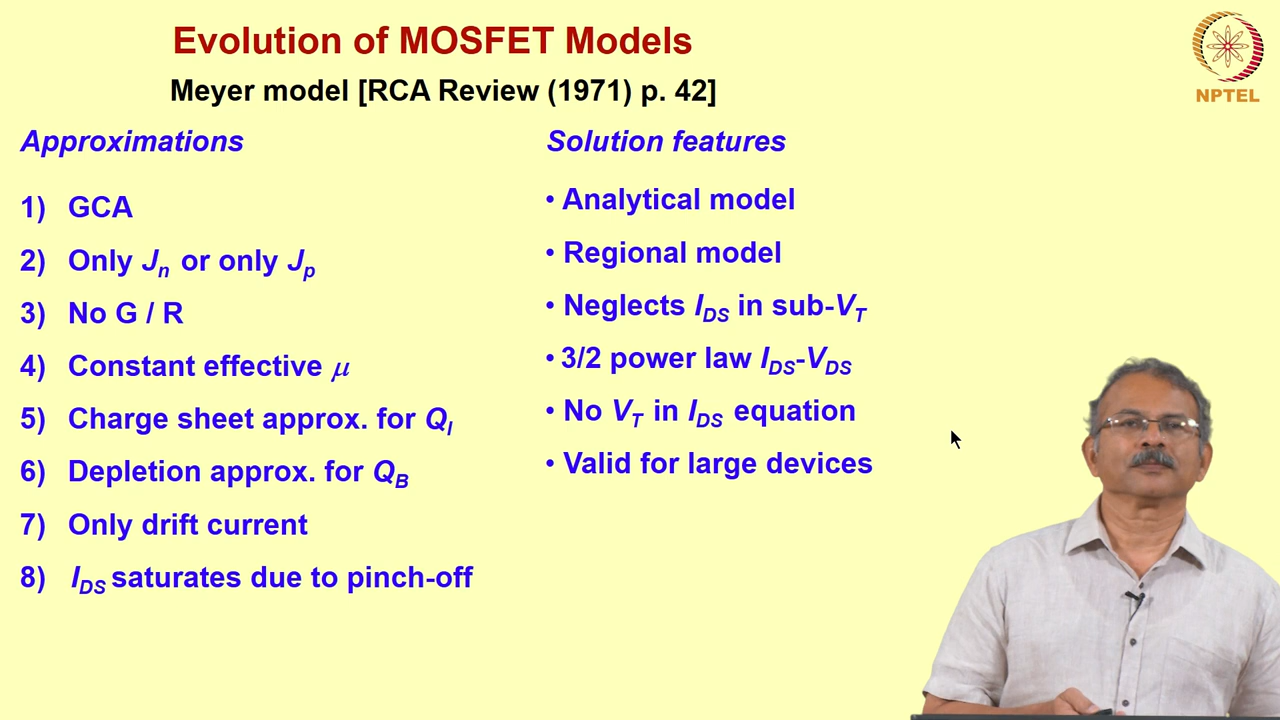 Evolution of MOSFET Models
Meyer model [RCA Review (1971) p. 42]
NPTEL
Approximations
1) GCA
2) Only Jn or only Jp
3) No G / R
4) Constant effective μ
5) Charge sheet approx. for QI
6) Depletion approx. for QB
7) Only drift current
8) IDS saturates due to pinch-off
Solution features
• Analytical model
• Regional model
• Neglects IDS in sub-VT
• 3/2 power law IDS-VDS
• No VT in IDS equation
• Valid for large devices